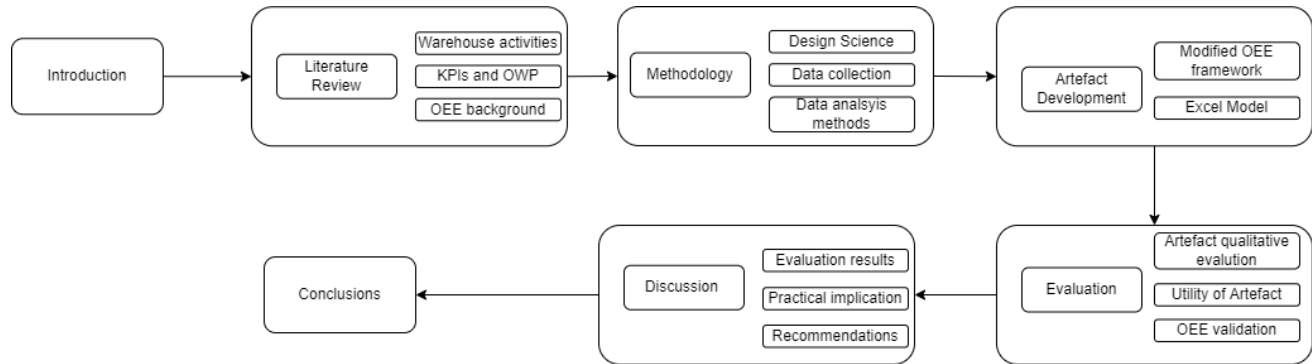 Introduction
Literature
Review
Warehouse activities
KPIs and OWP
OEE background
Methodology
Design Science
Data collection
Data analsyis
methods
Artefact
Development
Modified OEE
framework
Excel Model
Conclusions
Discussion
Evaluation results
Practical implication
Recommendations
Evaluation
Artefact qualitative
evalution
Utility of Artefact
OEE validation